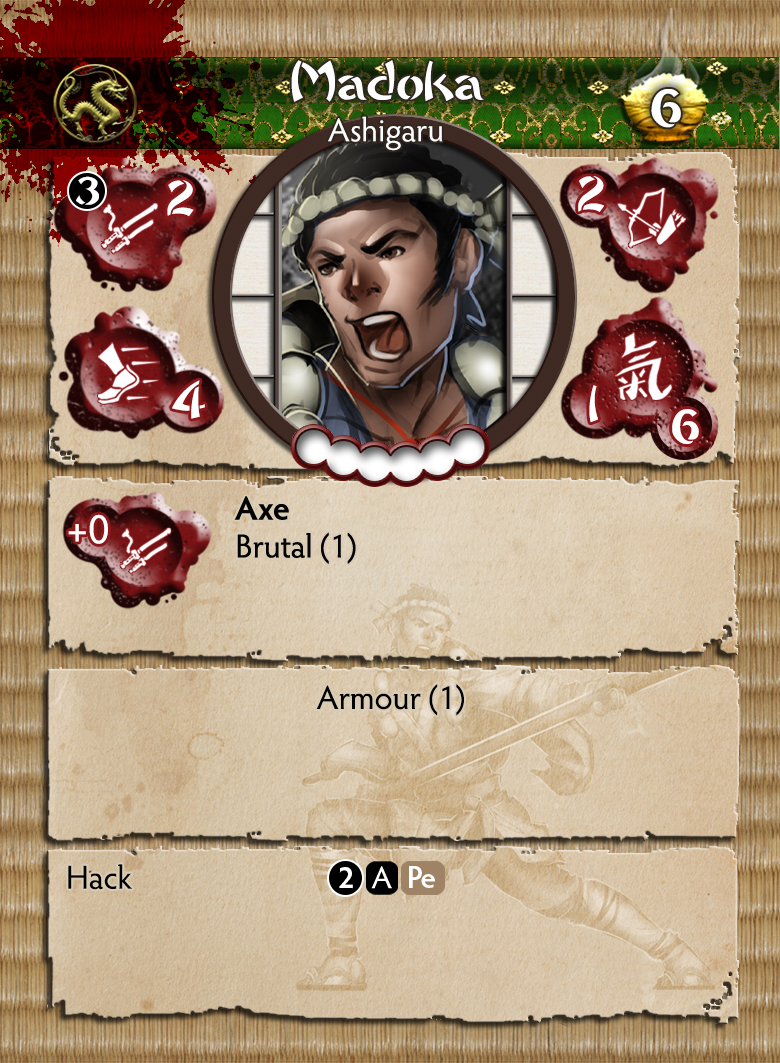 Madoka
6
Ashigaru
3 2
2
4
氣
1 6
+0
Axe
Brutal (1)
Armour (1)
Hack 2 A Pe